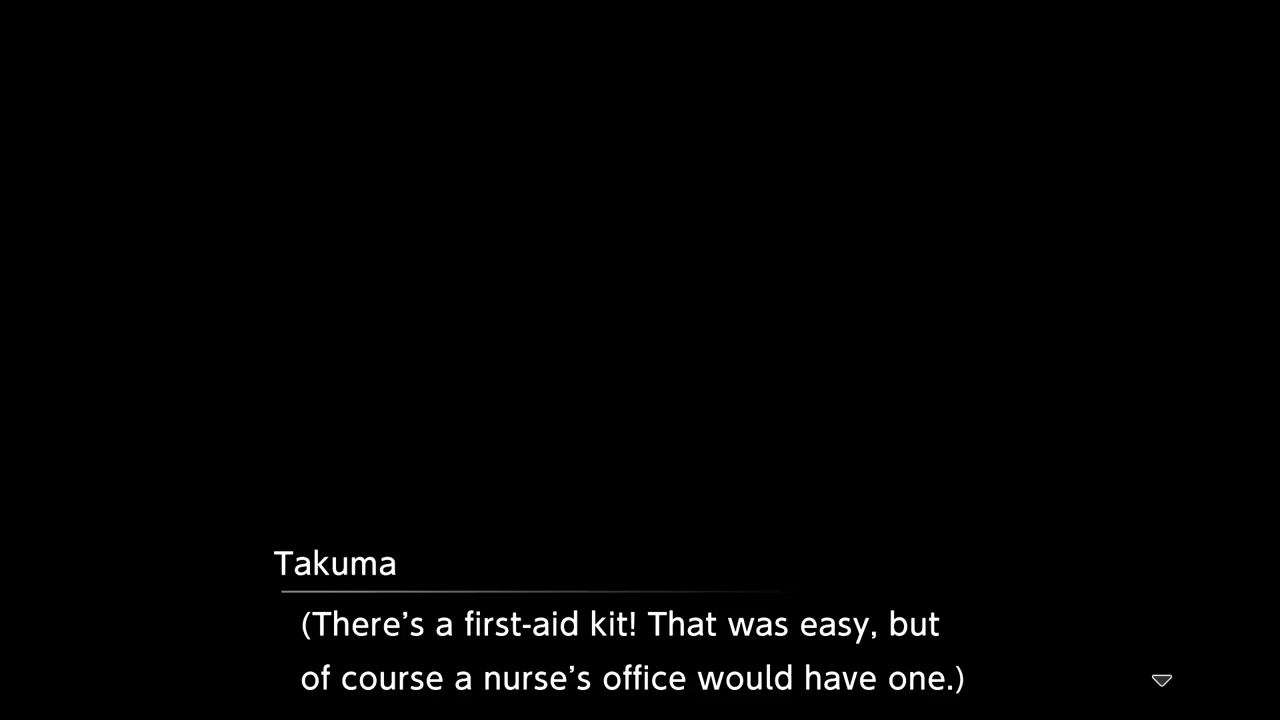 Takuma
(There’s a first-aid kit! That was easy, but
of course a nurse’s office would have one.)